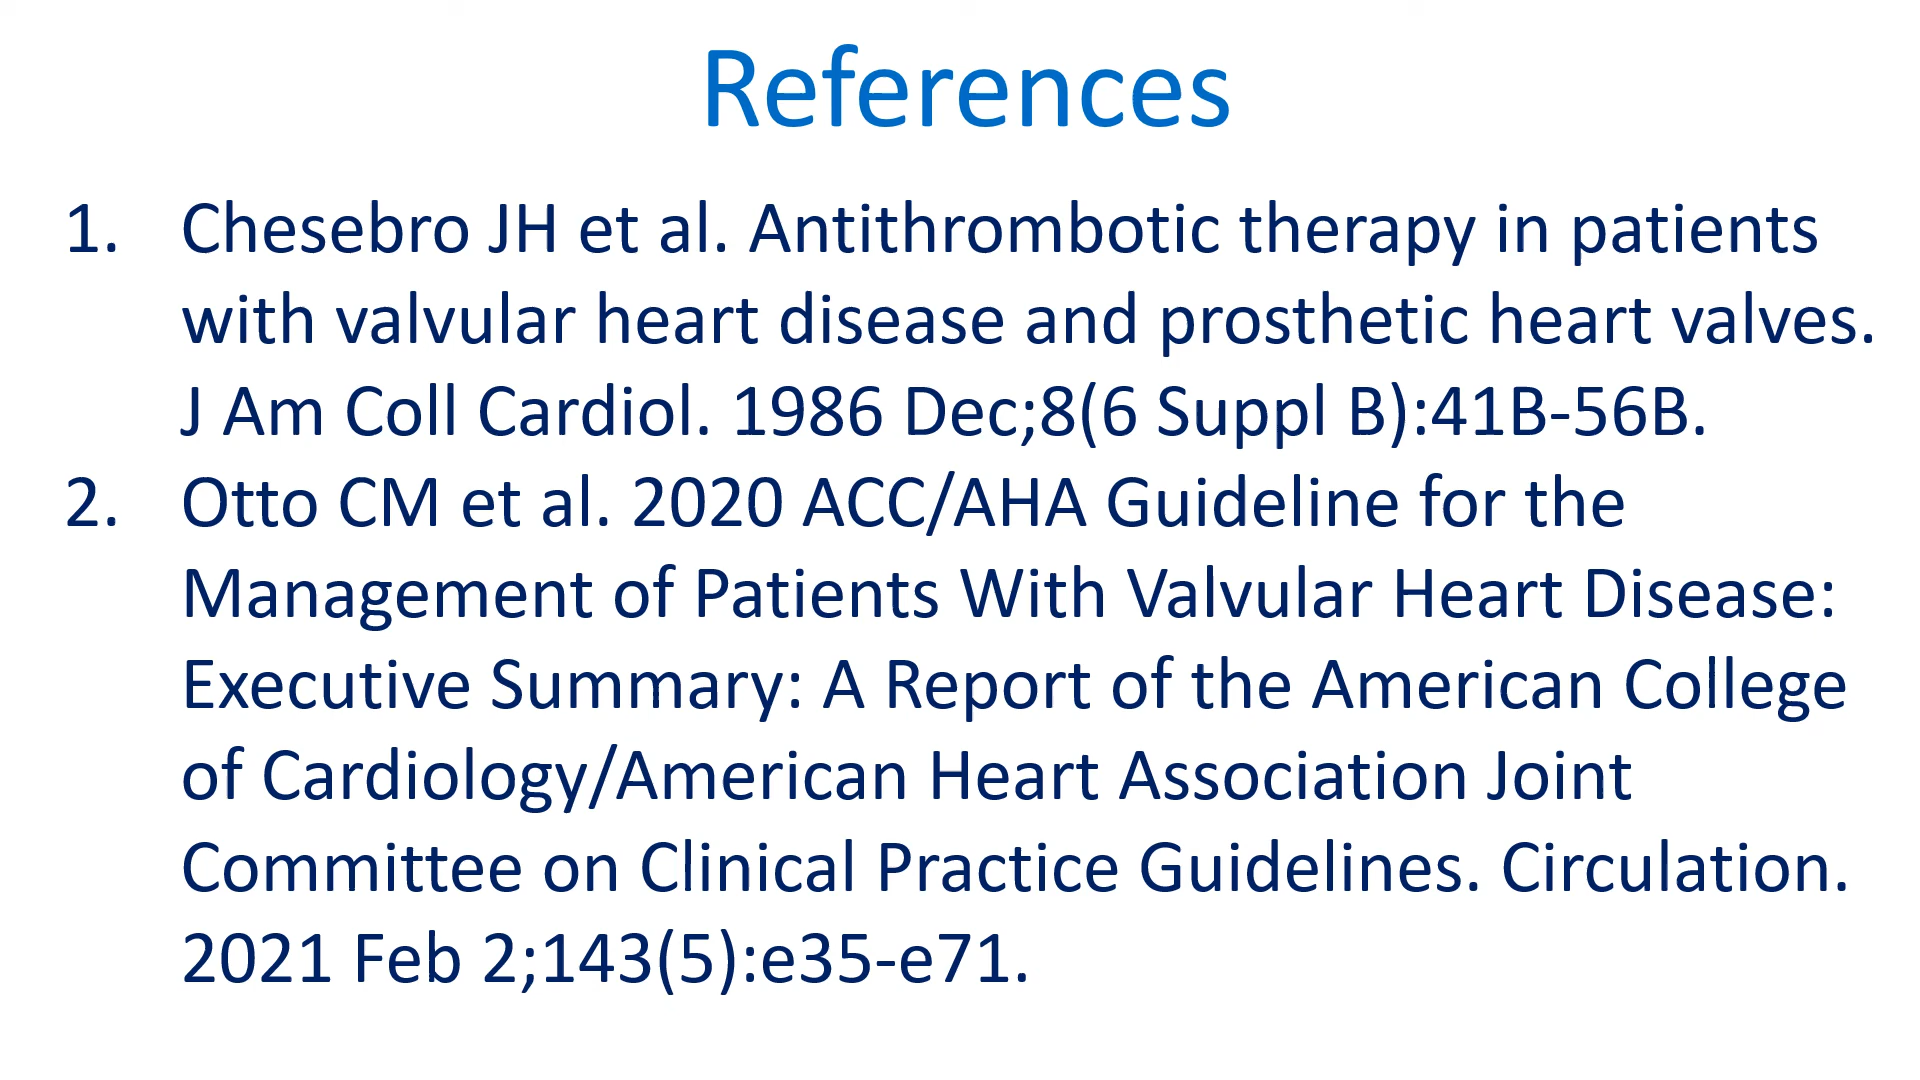 References
1. Chesebro JH et al. Antithrombotic therapy in patients
with valvular heart disease and prosthetic heart valves.
J Am Coll Cardiol. 1986 Dec;8(6 Suppl B):41B-56B.
2. Otto CM et al. 2020 ACC/AHA Guideline for the
Management of Patients With Valvular Heart Disease:
Executive Summary: A Report of the American College
of Cardiology/American Heart Association Joint
Committee on Clinical Practice Guidelines. Circulation.
2021 Feb 2;143(5):e35-e71.